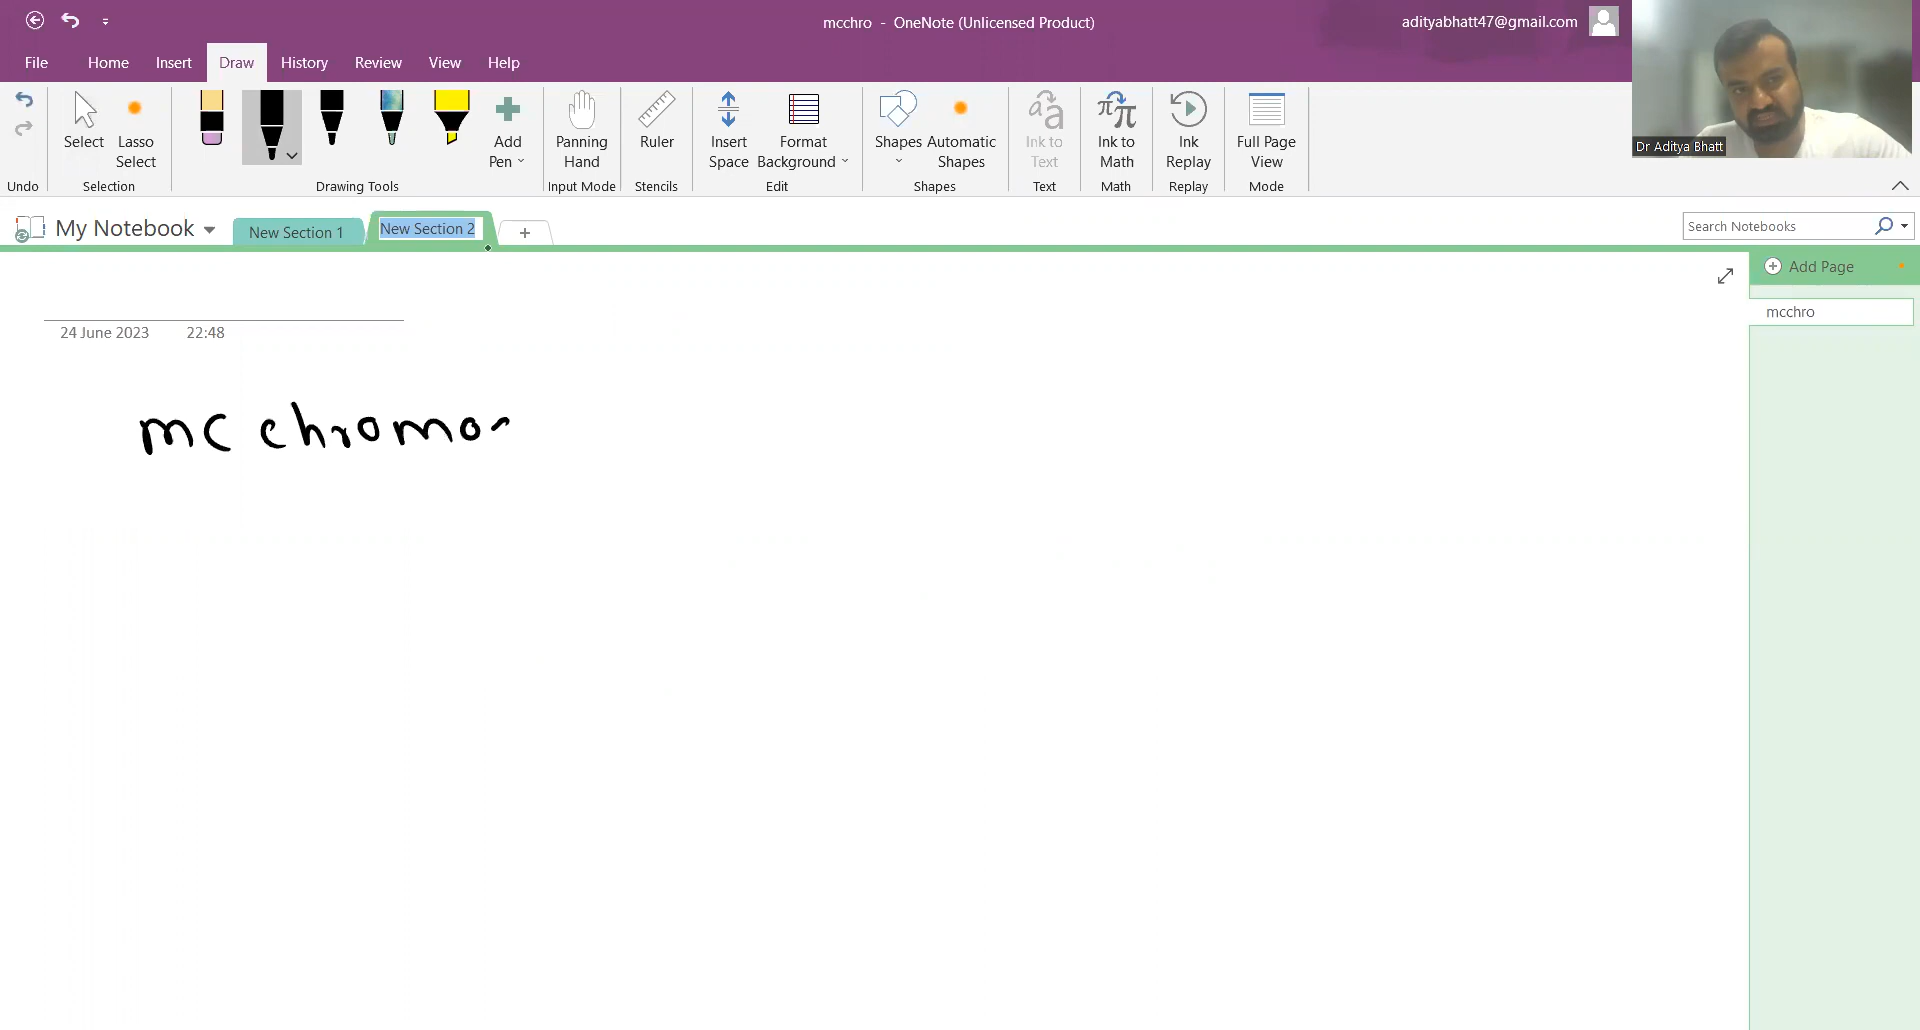 mcchro - OneNote (Unlicensed Product)
adityabhatt47@gmail.com
File Home Insert Draw History Review View Help
Select
Lasso Select
Add Pen
Panning Hand
Ruler
Insert Space
Format Background
Shapes
Automatic Shapes
Ink to Text
Ink to Math
Ink Replay
Full Page View
Dr Aditya Bhatt
Undo Selection Drawing Tools Input Mode Stencils Edit Shapes Text Math Replay Mode
My Notebook New Section 1 New Section 2 +
Search Notebooks
Add Page
mcchro
24 June 2023 22:48
mc chromo